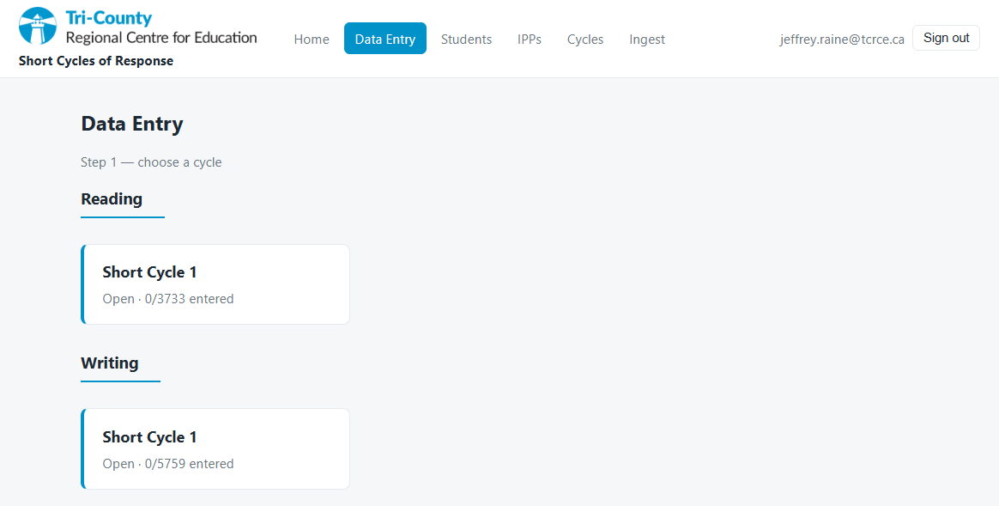 Tri-County
Regional Centre for Education
Short Cycles of Response
Home Data Entry Students IPPs Cycles Ingest jeffrey.raine@tcrce.ca Sign out
Data Entry
Step 1 — choose a cycle
Reading
Short Cycle 1
Open · 0/3733 entered
Writing
Short Cycle 1
Open · 0/5759 entered